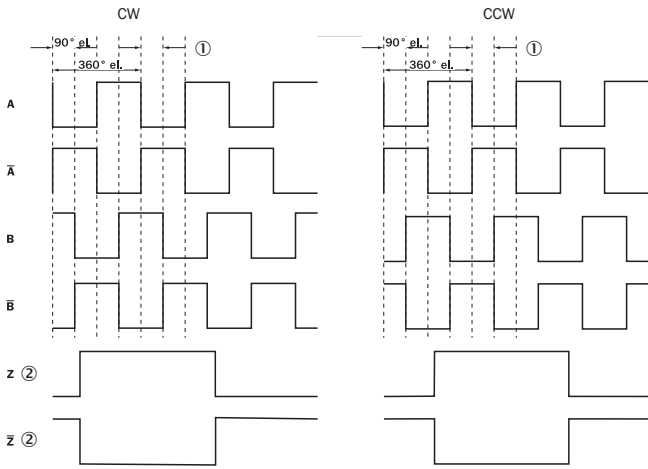 CW
CCW
90° el.
①
90° el.
①
360° el.
360° el.
A
A̅
B
B̅
Z ②
Z̅ ②